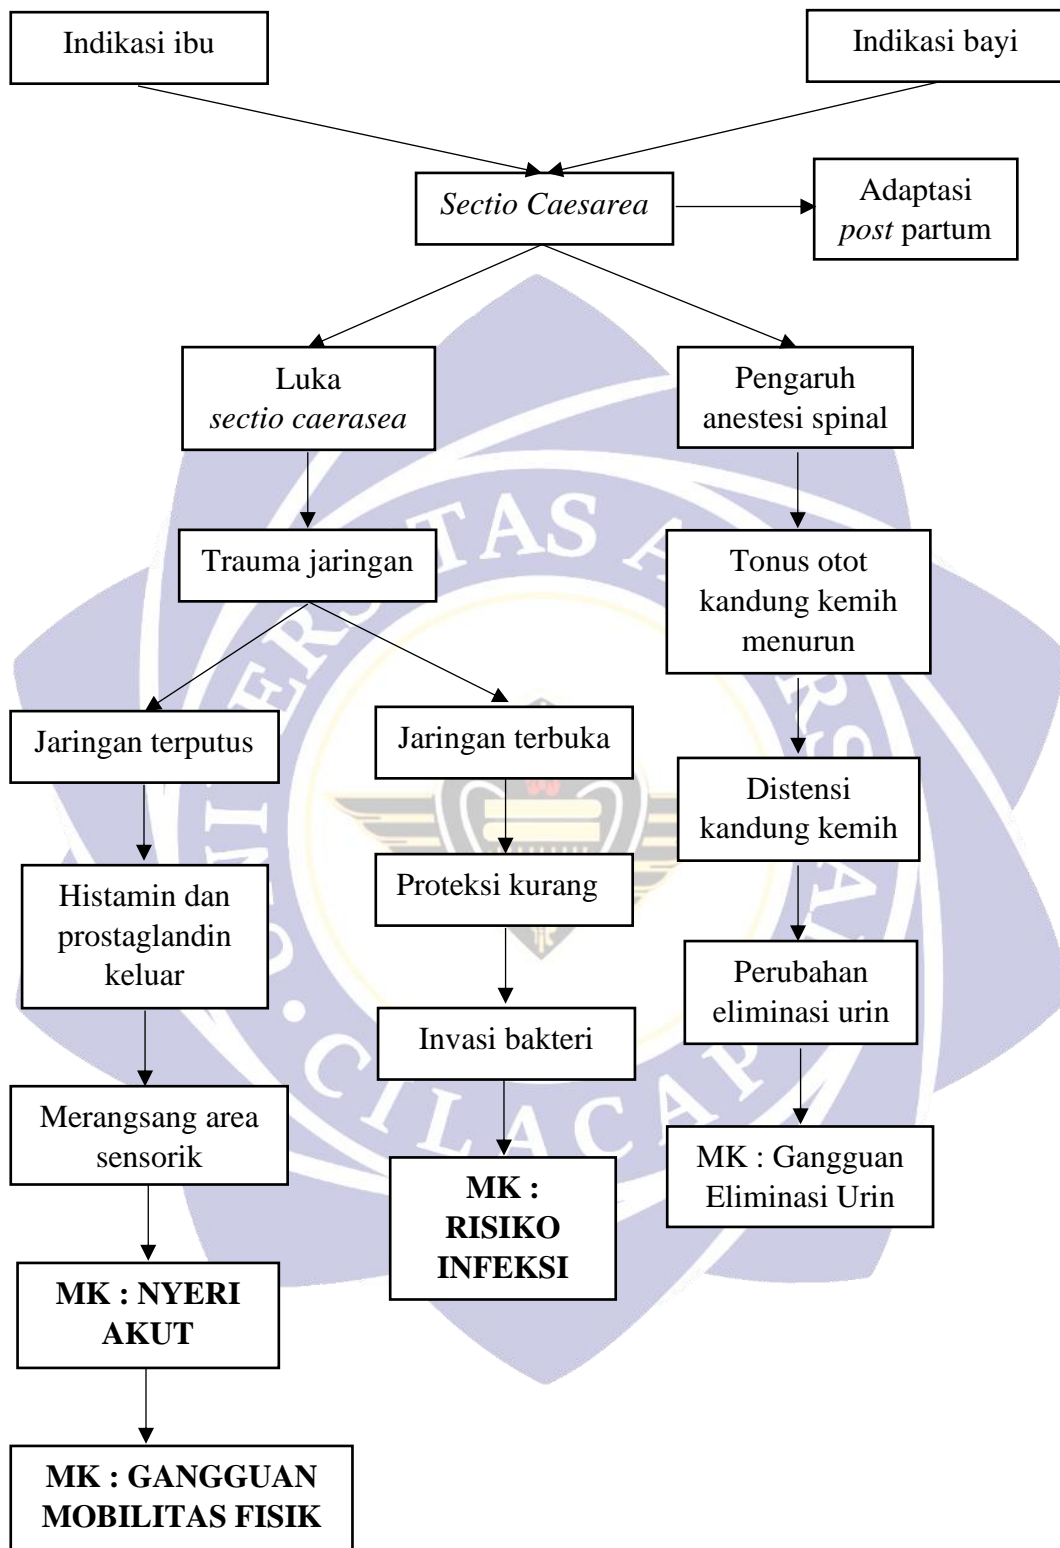 Indikasi ibu
Indikasi bayi
Sectio Caesarea
Adaptasi
post partum
Luka
sectio caerasea
Pengaruh
anestesi spinal
Trauma jaringan
Tonus otot
kandung kemih
menurun
Jaringan terputus
Jaringan terbuka
Distensi
kandung kemih
Histamin dan
prostaglandin
keluar
Proteksi kurang
Perubahan
eliminasi urin
Invasi bakteri
Merangsang area
sensorik
MK :
RISIKO
INFEKSI
MK : Gangguan
Eliminasi Urin
MK : NYERI
AKUT
MK : GANGGUAN
MOBILITAS FISIK
CILACAP